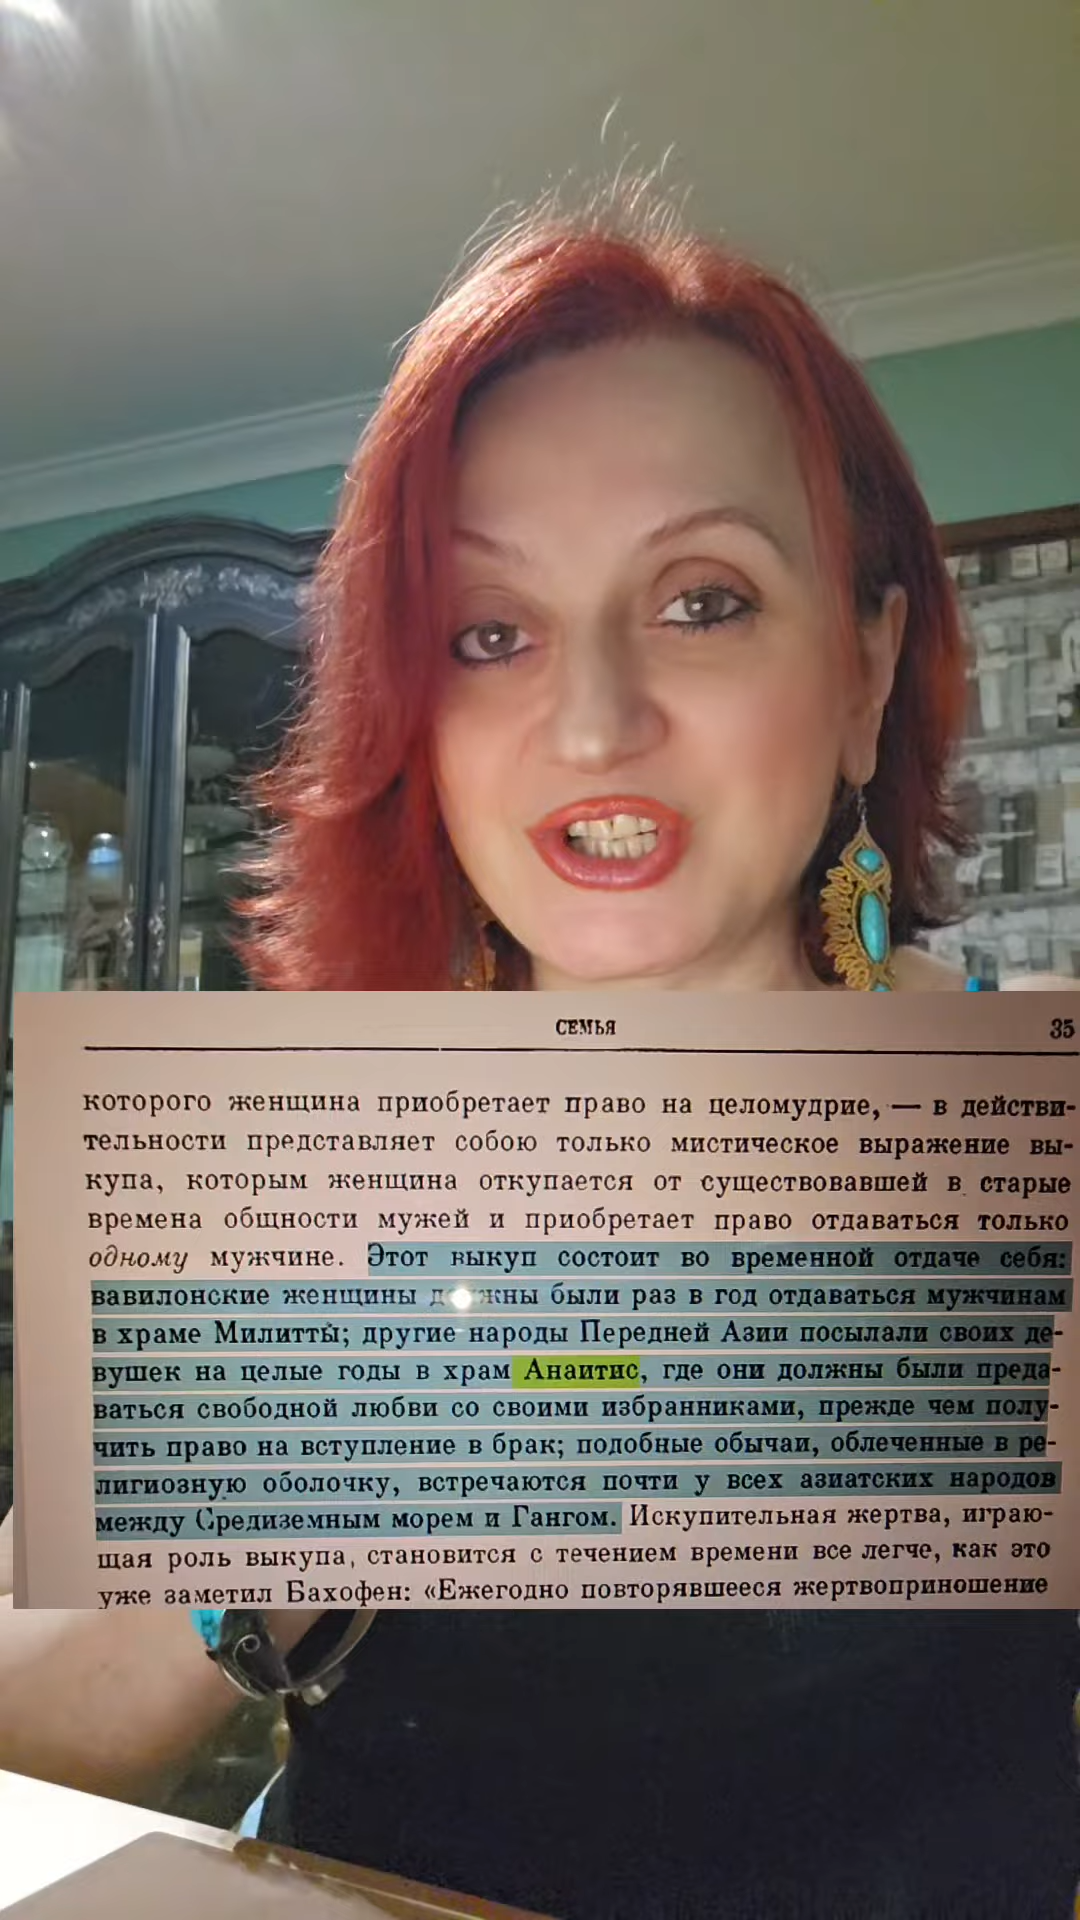 СЕМЬЯ 35
которого женщина приобретает право на целомудрие, — в действи-
тельности представляет собою только мистическое выражение вы-
купа, которым женщина откупается от существовавшей в старые
времена общности мужей и приобретает право отдаваться только
одному мужчине. Этот выкуп состоит во временной отдаче себя:
вавилонские женщины должны были раз в год отдаваться мужчинам
в храме Милитты; другие народы Передней Азии посылали своих де-
вушек на целые годы в храм Анаитис, где они должны были преда-
ваться свободной любви со своими избранниками, прежде чем полу-
чить право на вступление в брак; подобные обычаи, облеченные в ре-
лигиозную оболочку, встречаются почти у всех азиатских народов
между Средиземным морем и Гангом. Искупительная жертва, играю-
щая роль выкупа, становится с течением времени все легче, как это
уже заметил Бахофен: «Ежегодно повторявшееся жертвоприношение